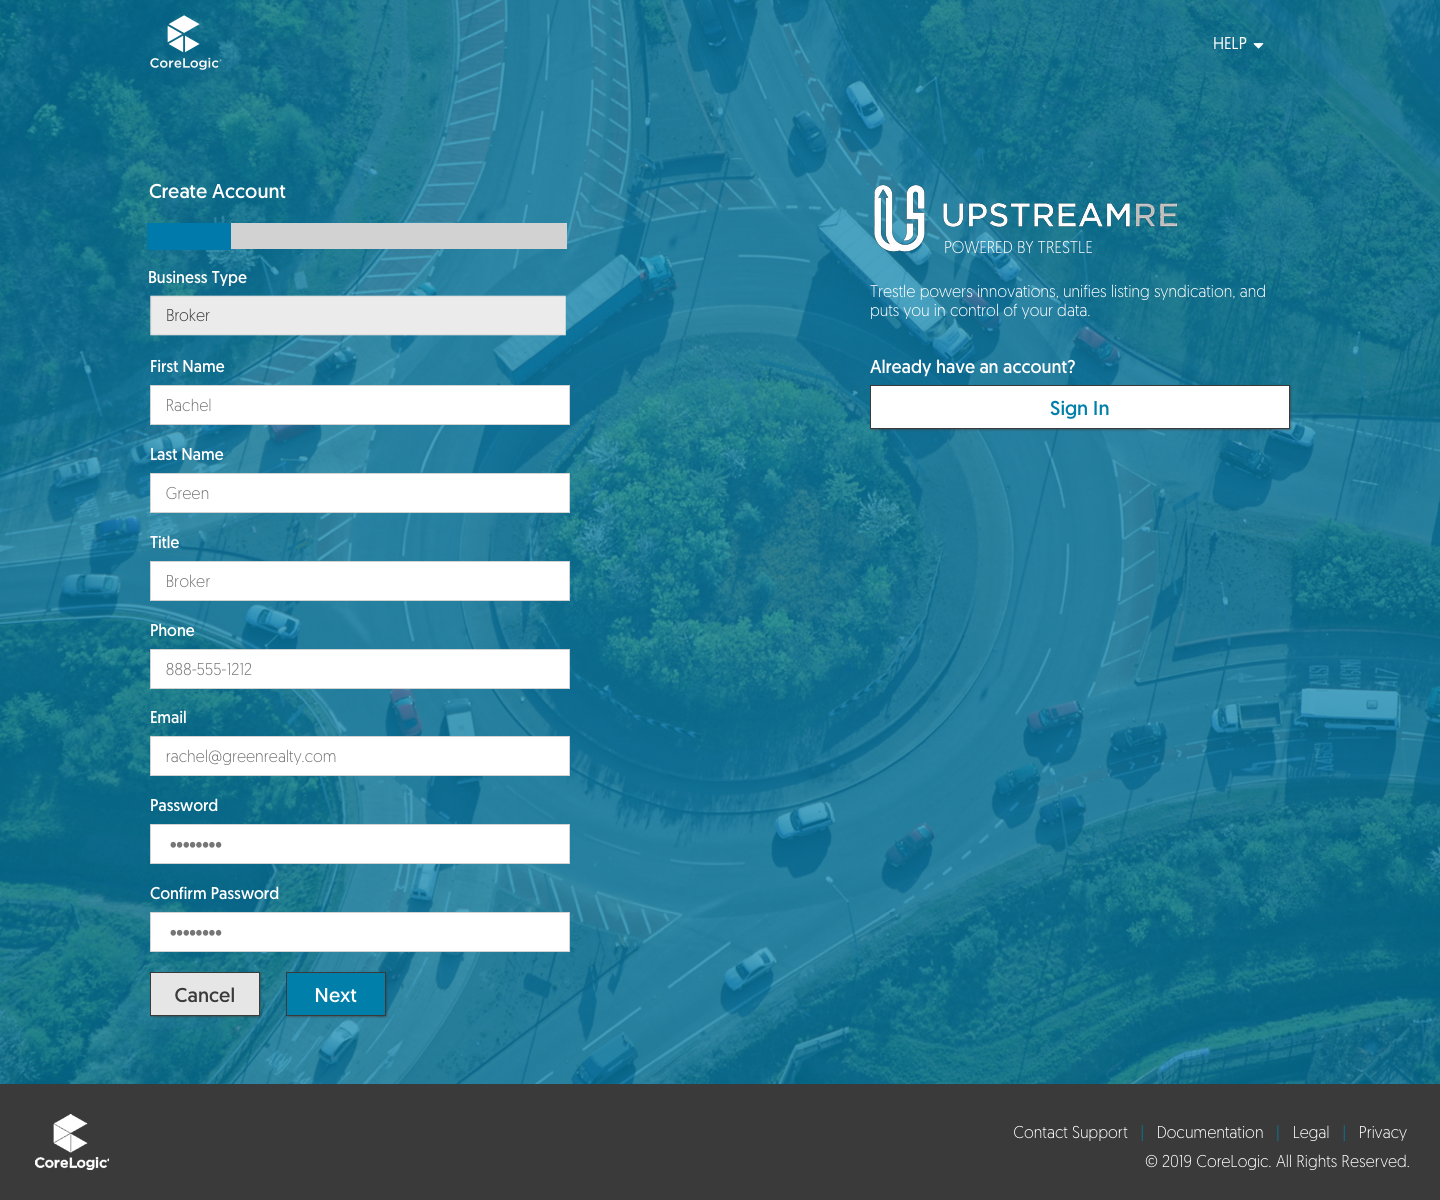 CoreLogic
HELP
Create Account
Business Type
Broker
First Name
Rachel
Last Name
Green
Title
Broker
Phone
888-555-1212
Email
rachel@greenrealty.com
Password
••••••••
Confirm Password
••••••••
Cancel
Next
UPSTREAMRE
POWERED BY TRESTLE
Trestle powers innovations, unifies listing syndication, and
puts you in control of your data.
Already have an account?
Sign In
CoreLogic
Contact Support | Documentation | Legal | Privacy
© 2019 CoreLogic. All Rights Reserved.